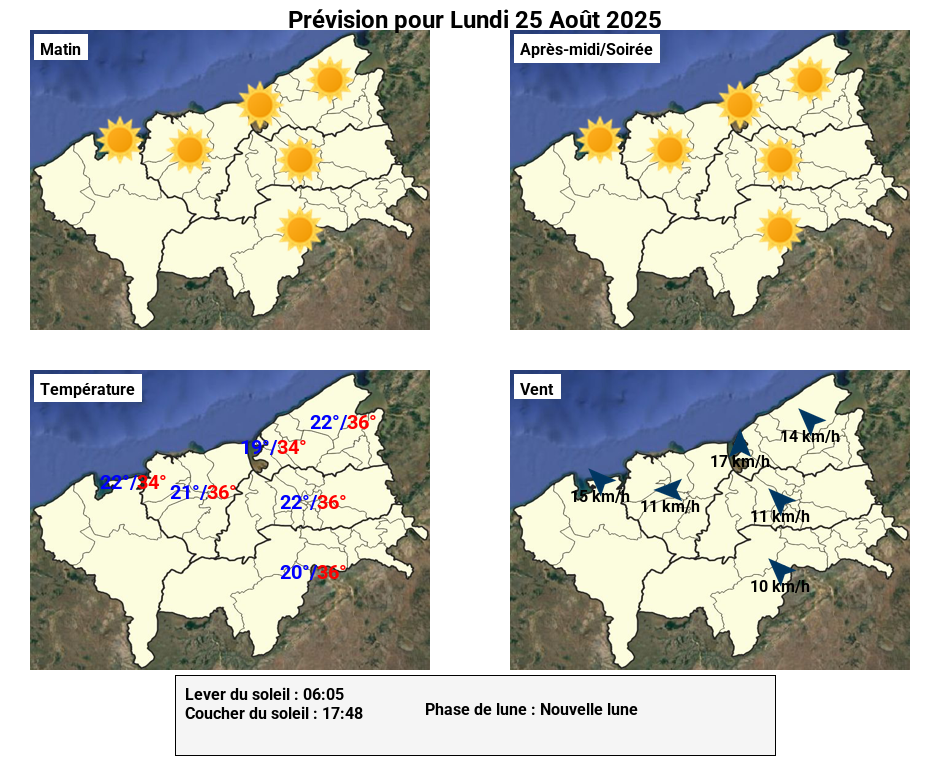 Prévision pour Lundi 25 Août 2025
Matin
Après-midi/Soirée
Température
22°/36°
19°/34°
22°/34°
21°/36°
22°/36°
20°/36°
Vent
14 km/h
17 km/h
15 km/h
11 km/h
11 km/h
10 km/h
Lever du soleil : 06:05
Coucher du soleil : 17:48
Phase de lune : Nouvelle lune